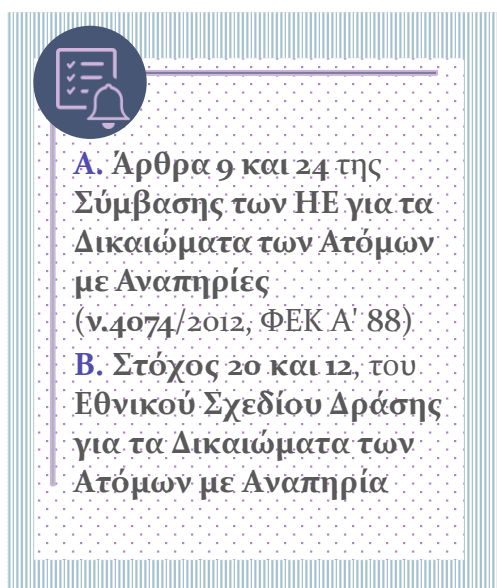 Α. Άρθρα 9 και 24 της
Σύμβασης των ΗΕ για τα
Δικαιώματα των Ατόμων
με Αναπηρίες
(ν.4074/2012, ΦΕΚ Α' 88)
Β. Στόχος 20 και 12, του
Εθνικού Σχεδίου Δράσης
για τα Δικαιώματα των
Ατόμων με Αναπηρία